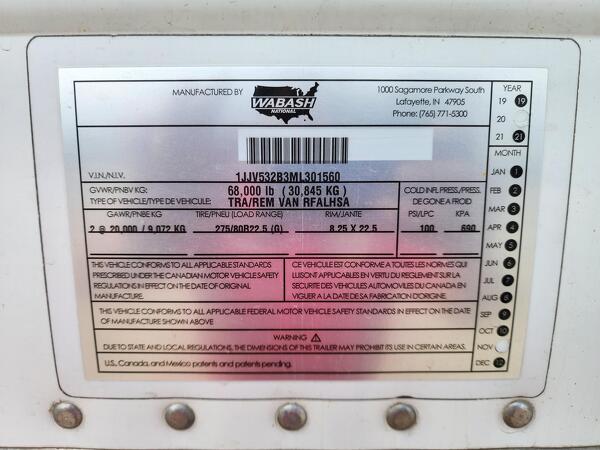 MANUFACTURED BY
WABASH
NATIONAL
1000 Sagamore Parkway South
Lafayette, IN 47905
Phone: (765) 771-5300
YEAR
19 19
20
21 21
MONTH
JAN 1
FEB 2
MAR 3
APR 4
MAY 5
JUN 6
JUL 7
AUG 8
SEP 9
OCT 10
NOV
DEC 12
V.I.N./N.I.V. 1JJV532B3ML301560
GVWR/PNBV KG: 68,000 lb (30,845 KG)
TYPE OF VEHICLE/TYPE DE VEHICULE: TRA/REM VAN RFALHSA
COLD INFL PRESS./PRESS.
DE GONE A FROID
GAWR/PNBE KG TIRE/PNEU (LOAD RANGE) RIM/JANTE PSI/LPC KPA
2 @ 20,000 / 9,072 KG 275/80R22.5 (G) 8.25 X 22.5 100 690
THIS VEHICLE CONFORMS TO ALL APPLICABLE STANDARDS
PRESCRIBED UNDER THE CANADIAN MOTOR VEHICLE SAFETY
REGULATIONS IN EFFECT ON THE DATE OF ORIGINAL
MANUFACTURE.
CE VEHICULE EST CONFORME A TOUTES LES NORMES QUI
LUISONT APPLICABLES EN VERTU DU REGLEMENT SUR LA
SECURITE DES VEHICULES AUTOMOBILES DU CANADA EN
VIGUER A LA DATE DE SA FABRICATION D'ORIGINE.
THIS VEHICLE CONFORMS TO ALL APPLICABLE FEDERAL MOTOR VEHICLE SAFETY STANDARDS IN EFFECT ON THE DATE
OF MANUFACTURE SHOWN ABOVE
WARNING
DUE TO STATE AND LOCAL REGULATIONS, THE DIMENSIONS OF THIS TRAILER MAY PROHIBIT ITS USE IN CERTAIN AREAS.
U.S., Canada, and Mexico patents and patents pending.